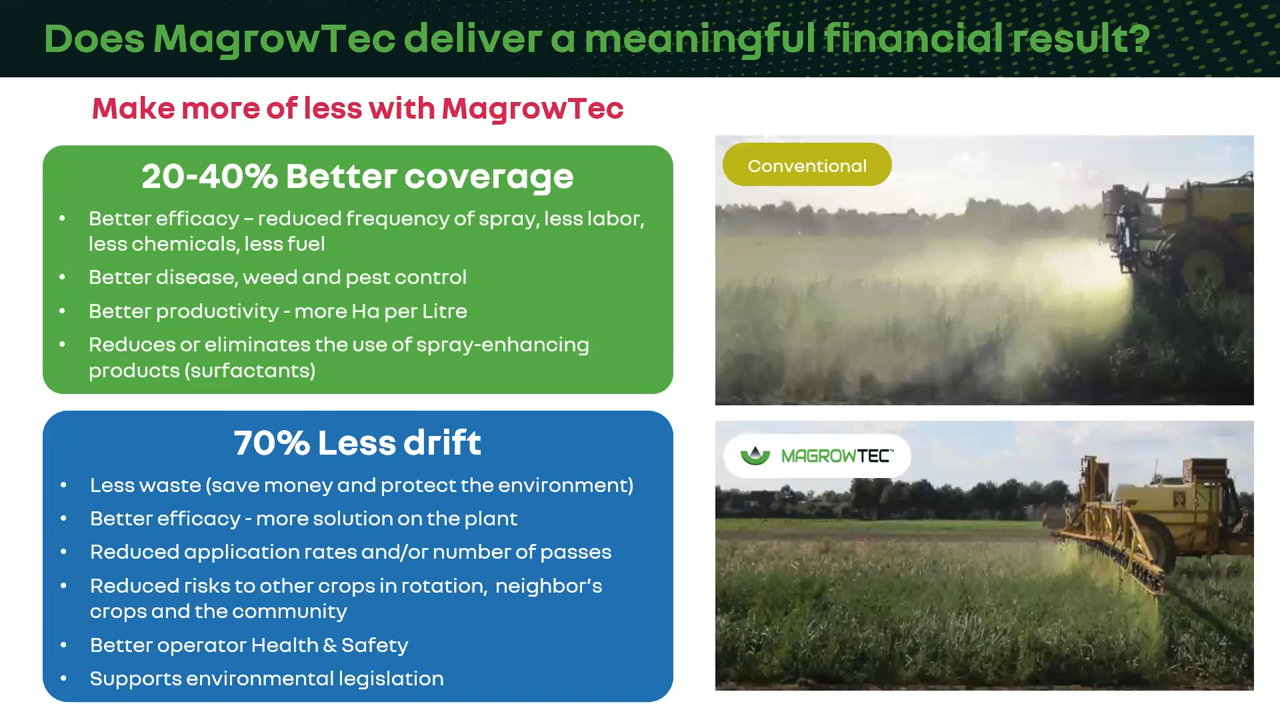 Does MagrowTec deliver a meaningful financial result?
Make more of less with MagrowTec
20-40% Better coverage
• Better efficacy – reduced frequency of spray, less labor,
less chemicals, less fuel
• Better disease, weed and pest control
• Better productivity - more Ha per Litre
• Reduces or eliminates the use of spray-enhancing
products (surfactants)
70% Less drift
• Less waste (save money and protect the environment)
• Better efficacy - more solution on the plant
• Reduced application rates and/or number of passes
• Reduced risks to other crops in rotation, neighbor’s
crops and the community
• Better operator Health & Safety
• Supports environmental legislation
Conventional
MAGROWTEC™